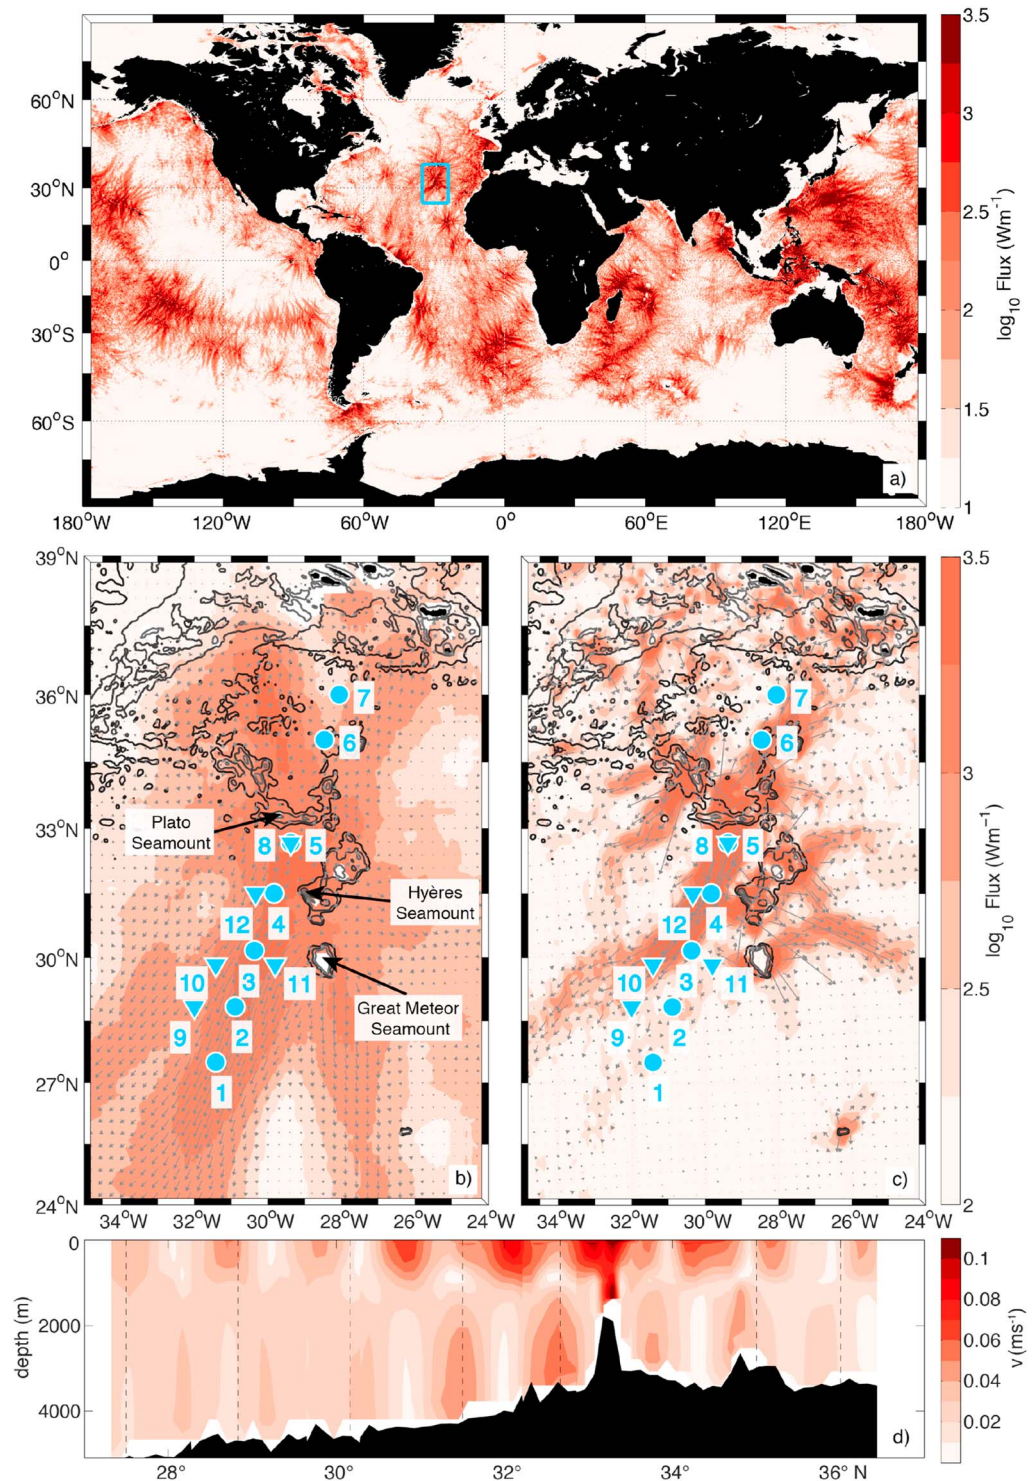 3.5
3
2.5
2
1.5
1
log10 Flux (Wm-1)
60°N
30°N
0°
30°S
60°S
a)
180°W
120°W
60°W
0°
60°E
120°E
180°W
39°N
36°N
33°N
30°N
27°N
24°N
7
6
Plato
Seamount
8
5
Hyères
Seamount
12
4
10
3
11
Great Meteor
Seamount
9
2
1
b)
34°W
32°W
30°W
28°W
26°W
24°W
7
6
8
5
12
4
10
3
11
9
2
1
c)
34°W
32°W
30°W
28°W
26°W
24°W
3.5
3
2.5
2
log10 Flux (Wm-1)
0
2000
4000
depth (m)
d)
28°
30°
32°
34°
36° N
0.1
0.08
0.06
0.04
0.02
v (ms-1)